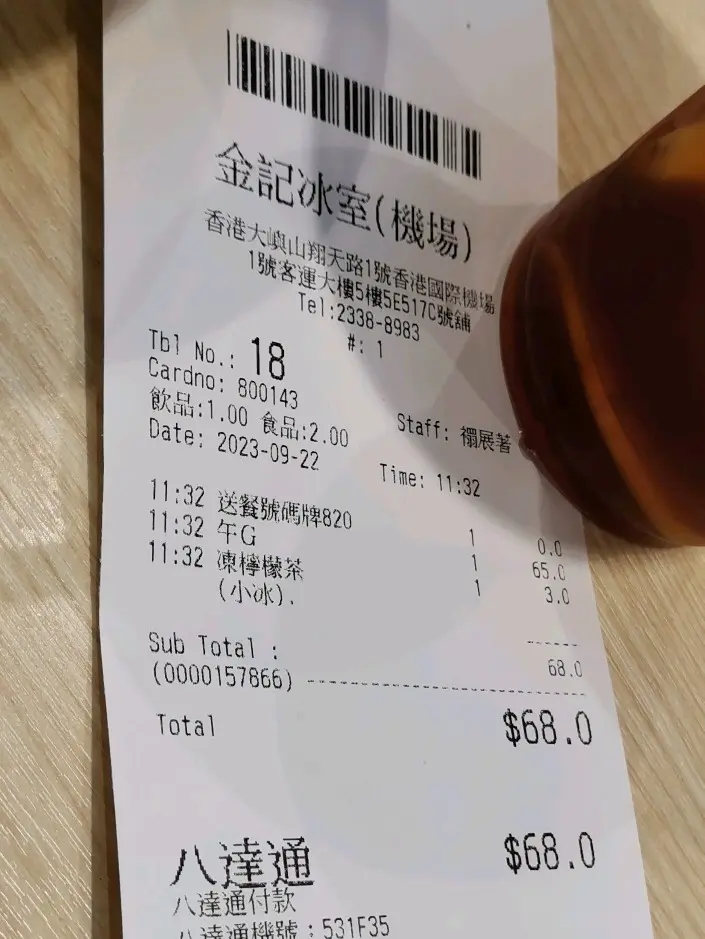 金記冰室(機場)
香港大嶼山翔天路1號香港國際機場
1號客運大樓5樓5E517C號舖
Tel:2338-8983
#: 1
Tbl No.: 18
Cardno: 800143
飲品:1.00 食品:2.00 Staff: 禤展著
Date: 2023-09-22 Time: 11:32
11:32 送餐號碼牌820 1 0.0
11:32 午G 1 65.0
11:32 凍檸檬茶 1 3.0
(小冰).
Sub Total : 68.0
(0000157866)
Total $68.0
八達通 $68.0
八達通付款
八達通機號：531F35